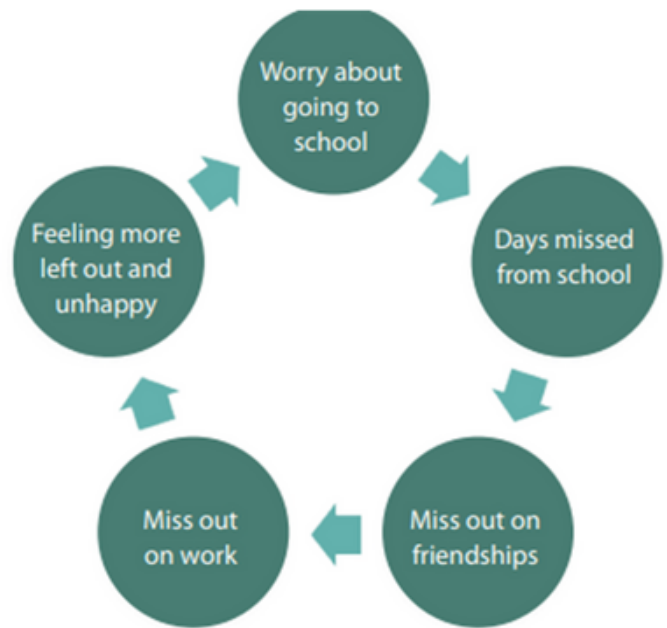 Worry about
going to
school
Days missed
from school
Miss out on
friendships
Miss out
on work
Feeling more
left out and
unhappy